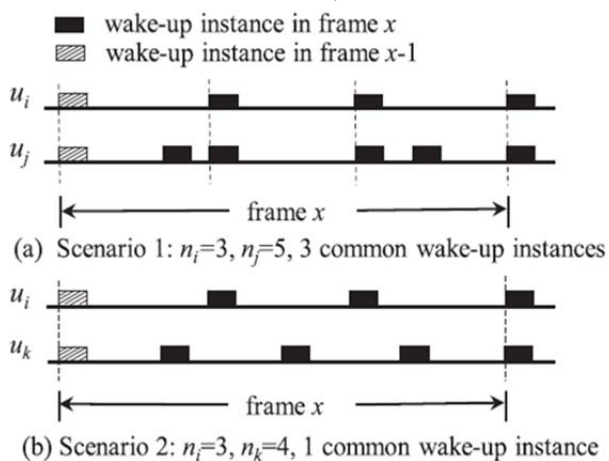 wake-up instance in frame x
wake-up instance in frame x-1
u_i
u_j
frame x
(a) Scenario 1: n_i=3, n_j=5, 3 common wake-up instances
u_i
u_k
frame x
(b) Scenario 2: n_i=3, n_k=4, 1 common wake-up instance